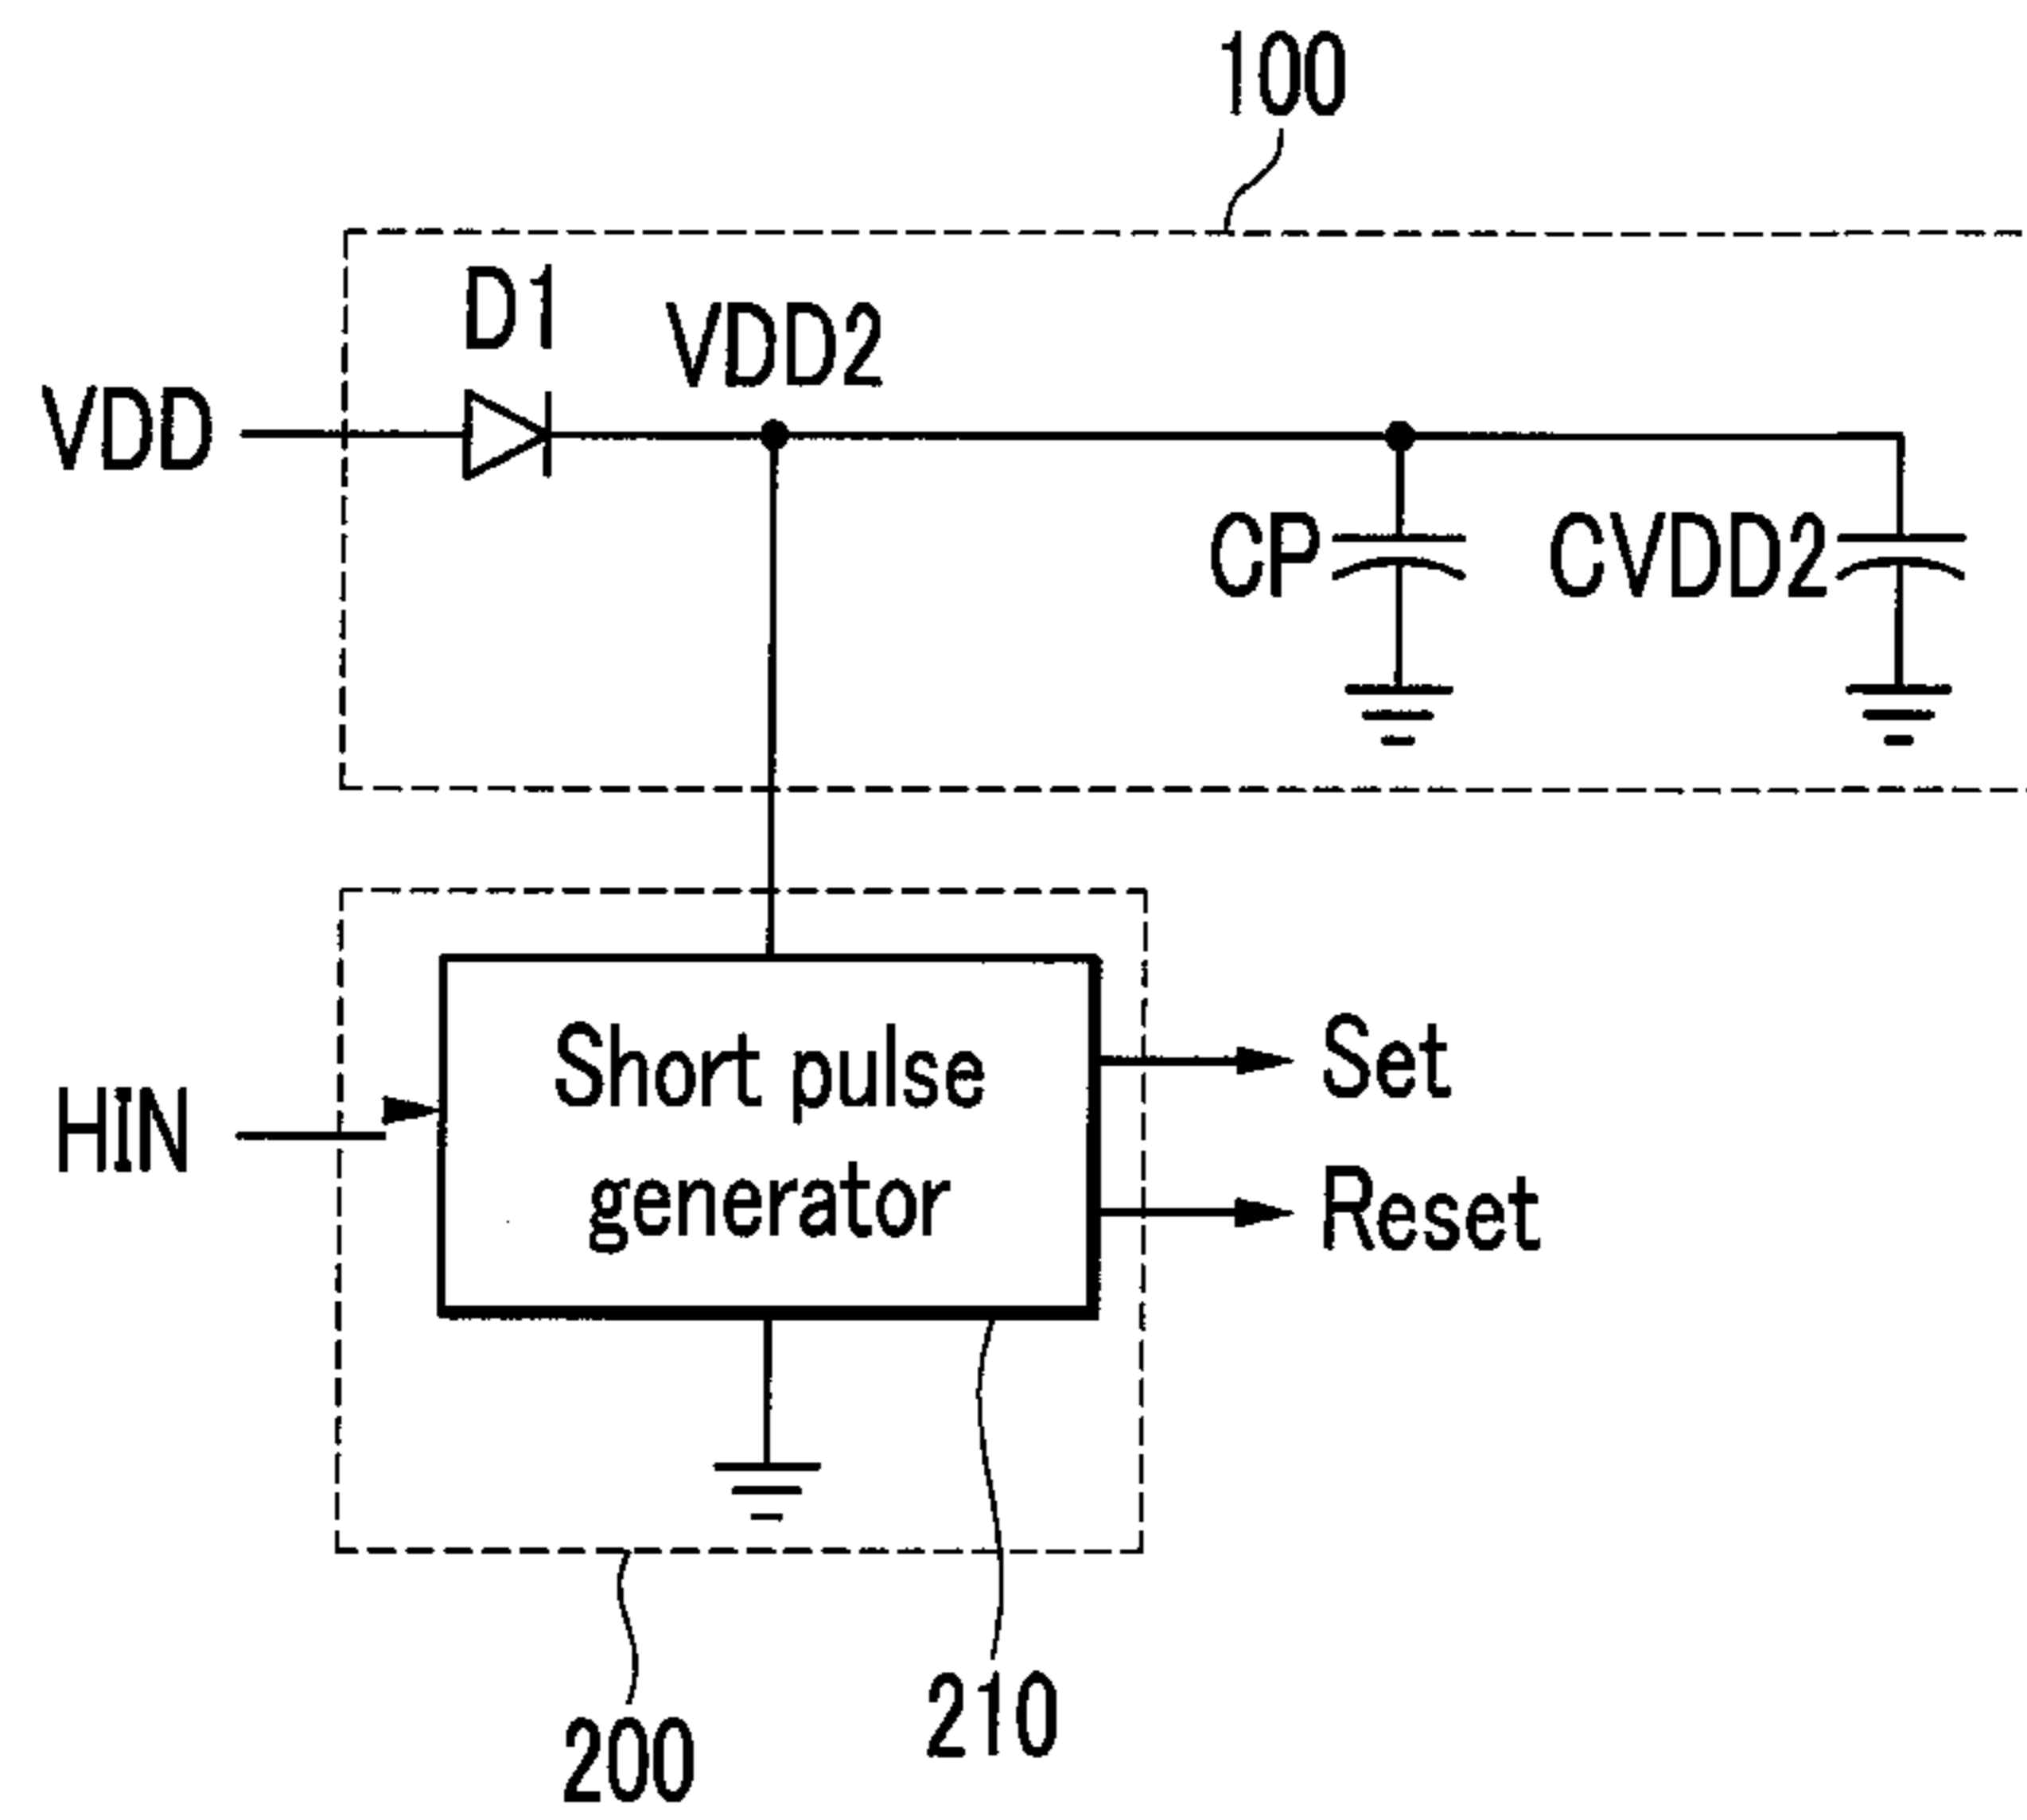 100
D1
VDD2
VDD
CP
CVDD2
Short pulse
generator
HIN
Set
Reset
210
200